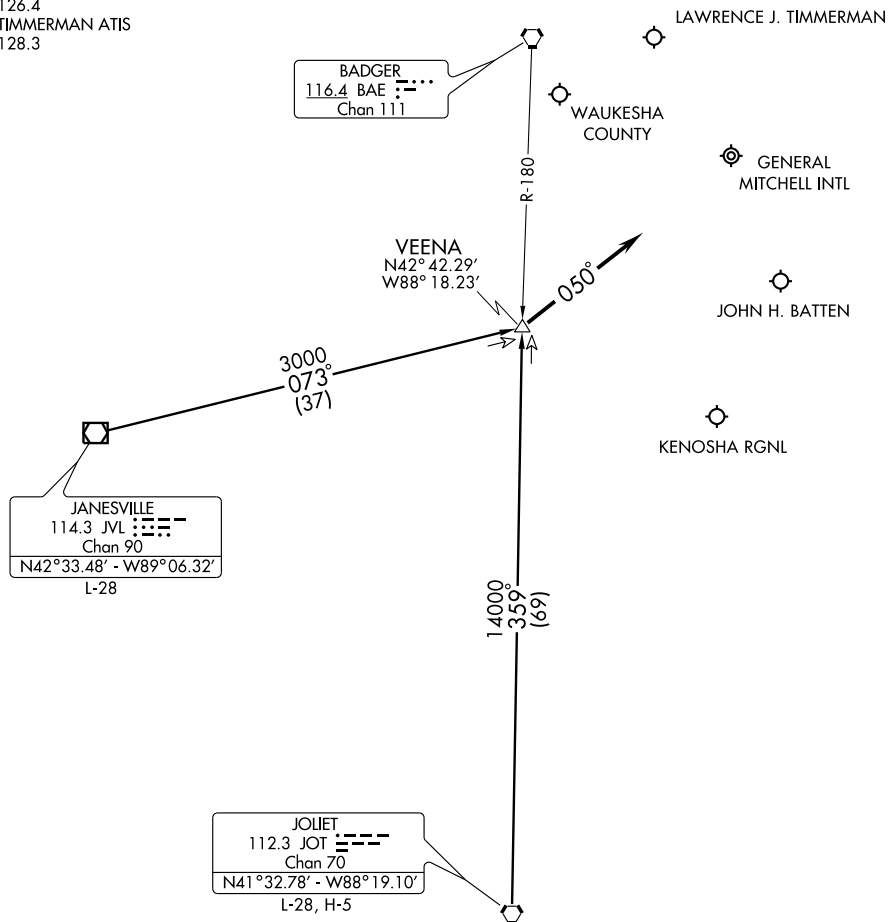 126.4
TIMMERMAN ATIS
128.3
LAWRENCE J. TIMMERMAN
BADGER
116.4 BAE
Chan 111
WAUKESHA
COUNTY
GENERAL
MITCHELL INTL
R-180
VEENA
N42° 42.29'
W88° 18.23'
050°
JOHN H. BATTEN
3000
073°
(37)
KENOSHA RGNL
JANESVILLE
114.3 JVL
Chan 90
N42°33.48' - W89°06.32'
L-28
14000
359°
(69)
JOLIET
112.3 JOT
Chan 70
N41°32.78' - W88°19.10'
L-28, H-5